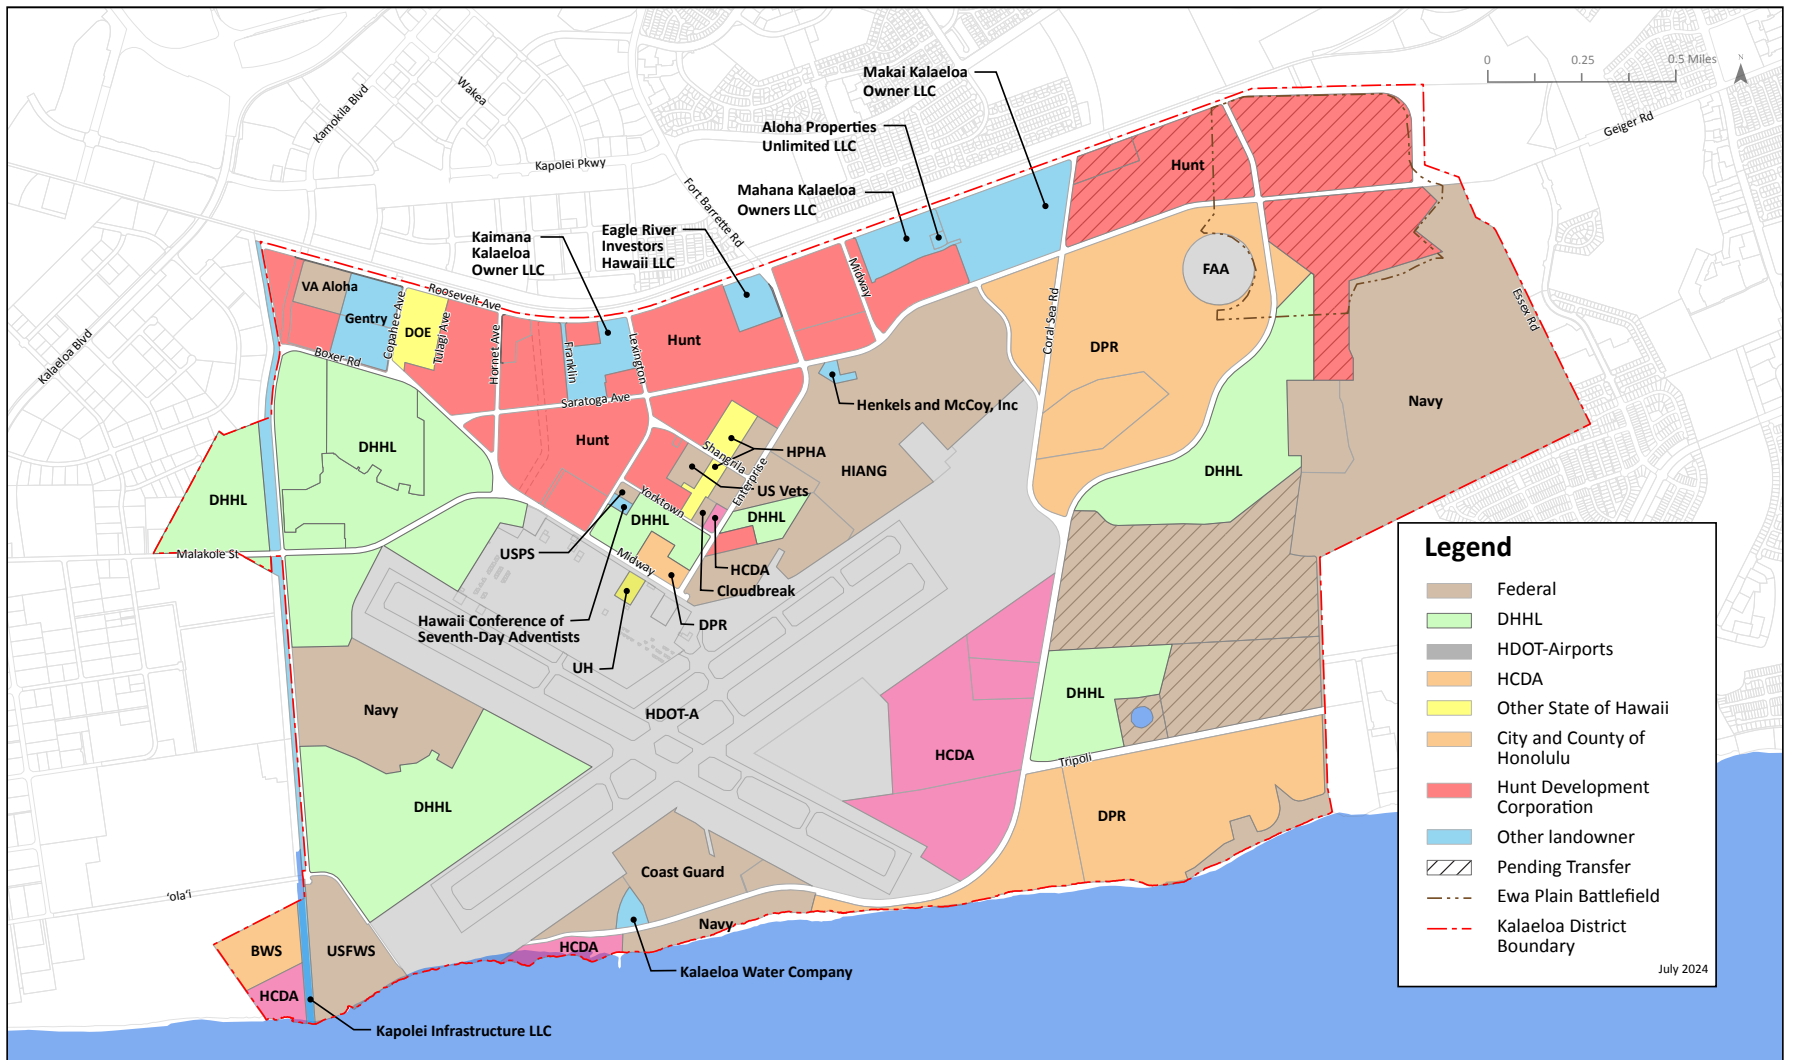 0
0.25
0.5 Miles
N
Makai Kalaeloa
Owner LLC
Aloha Properties
Unlimited LLC
Mahana Kalaeloa
Owners LLC
Eagle River
Investors
Hawaii LLC
Kaimana
Kalaeloa
Owner LLC
Kamokila Blvd
Wakea
Kapolei Pkwy
Fort Barrette Rd
Geiger Rd
Essex Rd
Kalaeloa Blvd
Roosevelt Ave
VA Aloha
Gentry
Copahee Ave
DOE
Tulagi Ave
Boxer Rd
Hornet Ave
Franklin
Lexington
Hunt
Midway
Hunt
FAA
Coral Sea Rd
DPR
Navy
Saratoga Ave
Henkels and McCoy, Inc
Hunt
DHHL
DHHL
Shangrila
HPHA
US Vets
Enterprise
HIANG
DHHL
Yorktown
DHHL
DHHL
USPS
Midway
HCDA
Cloudbreak
Malakole St
Hawaii Conference of
Seventh-Day Adventists
DPR
UH
Navy
HDOT-A
DHHL
HCDA
Tripoli
DHHL
DPR
Coast Guard
Navy
HCDA
Kalaeloa Water Company
'ola'i
BWS
USFWS
HCDA
Kapolei Infrastructure LLC
Legend
Federal
DHHL
HDOT-Airports
HCDA
Other State of Hawaii
City and County of
Honolulu
Hunt Development
Corporation
Other landowner
Pending Transfer
Ewa Plain Battlefield
Kalaeloa District
Boundary
July 2024